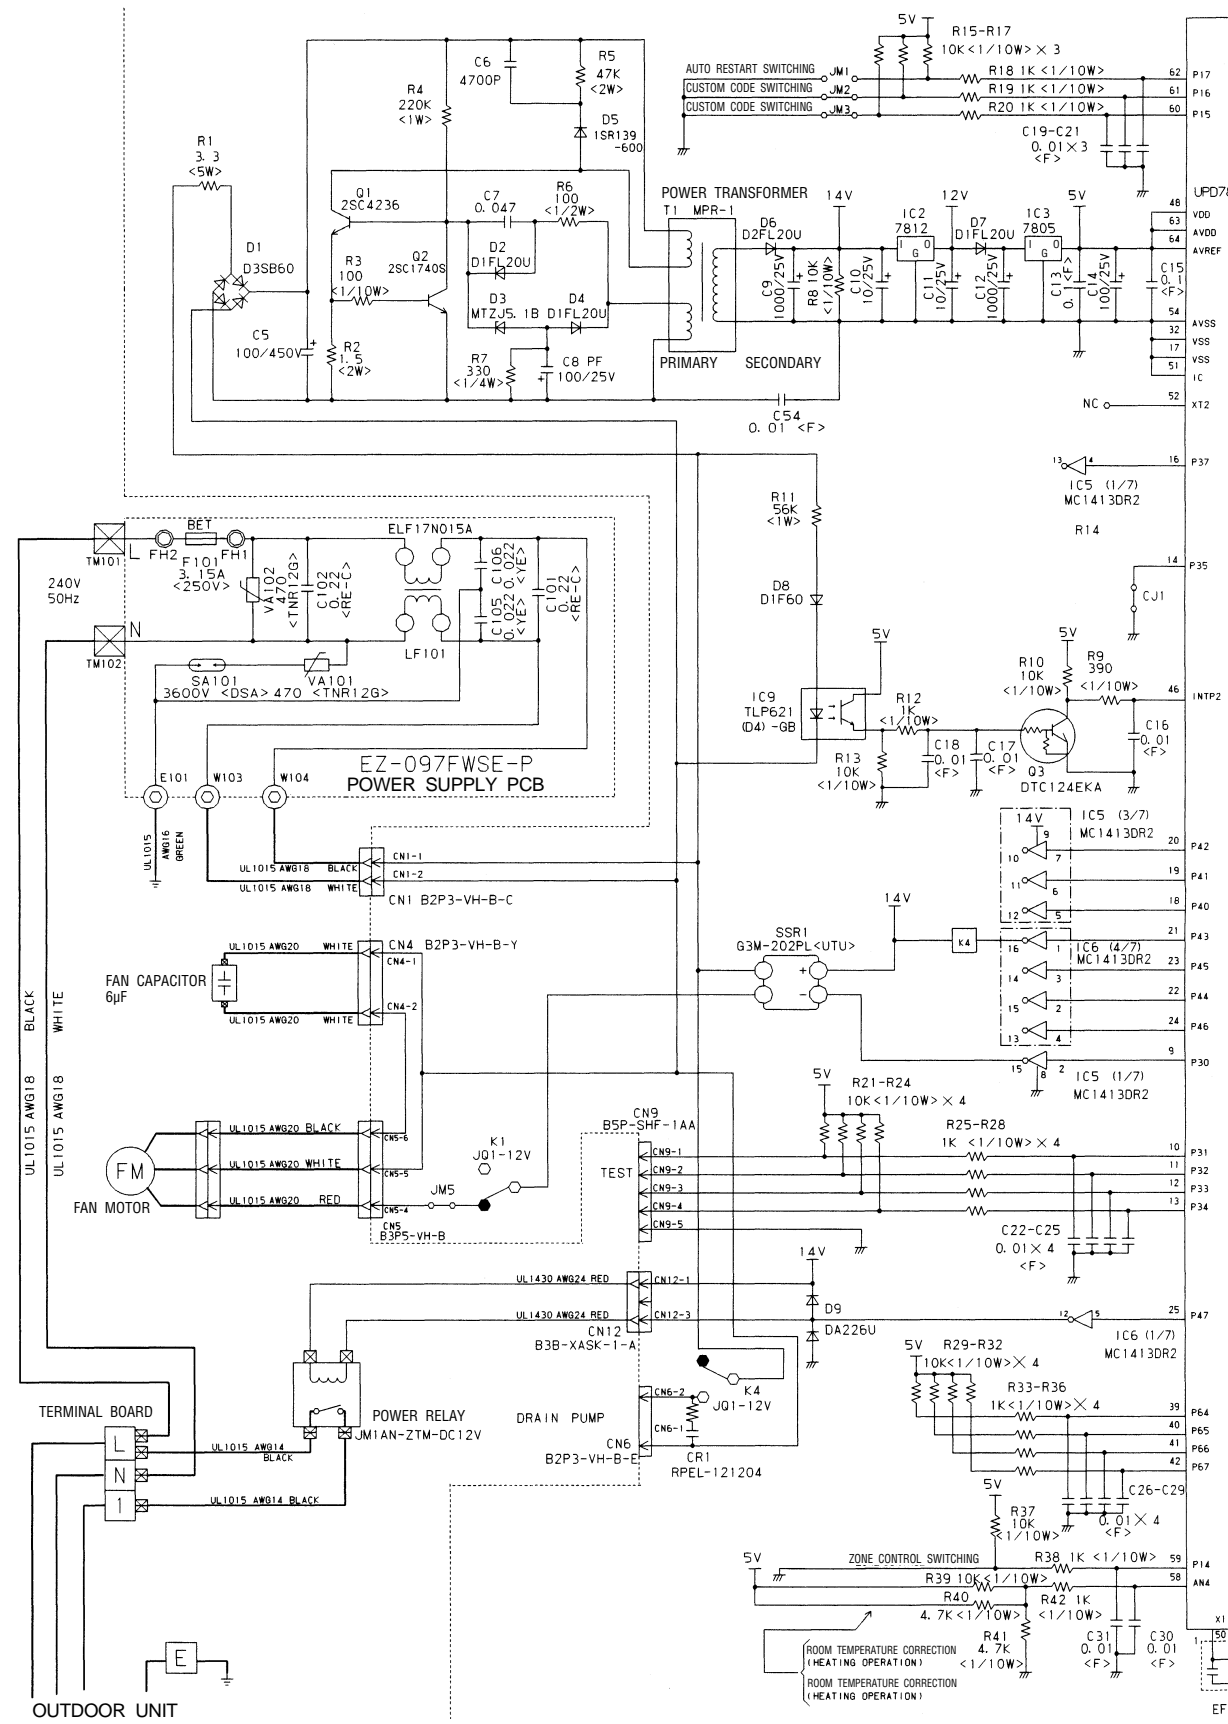 5V
R15-R17
10K<1/10W>×3
AUTO RESTART SWITCHING JM1
R18 1K <1/10W>
62 P17
CUSTOM CODE SWITCHING JM2
R19 1K <1/10W>
61 P16
CUSTOM CODE SWITCHING JM3
R20 1K <1/10W>
60 P15
C19-C21
0.01×3
<F>
C6
4700P
R5
47K
<2W>
R4
220K
<1W>
D5
1SR139
-600
R1
3.3
<5W>
Q1
2SC4236
C7
0.047
R6
100
<1/2W>
POWER TRANSFORMER
T1 MPR-1
14V
12V
5V
UPD78
48 VDD
63 AVDD
64 AVREF
D6
D2FL20U
IC2
7812
I O
G
D7
D1FL20U
IC3
7805
I O
G
D1
D3SB60
Q2
2SC1740S
D2
D1FL20U
R3
100
<1/10W>
D3
MTZJ5.1B
D4
D1FL20U
C9
1000/25V
R8 10K
<1/10W>
C10
10/25V
C11
10/25V
C12
1000/25V
C13
0.1 <F>
C14
100/25V
C15
0.1
<F>
C5
100/450V
+
R2
1.5
<2W>
R7
330
<1/4W>
C8 PF
100/25V
+
PRIMARY
SECONDARY
54 AVSS
32 VSS
17 VSS
51 IC
C54
0.01 <F>
NC
52 XT2
13 4
16 P37
IC5 (1/7)
MC1413DR2
R14
R11
56K
<1W>
BET
ELF17N015A
TM101
L
FH2
FH1
F101
3.15A
<250V>
VA102
470
<TNR12G>
C102
0.22
<RE-C>
C106
0.022
<YE>
C105
0.022
<YE>
C101
0.22
<RE-C>
240V
50Hz
N
TM102
LF101
SA101
3600V <DSA>
VA101
470 <TNR12G>
14 P35
CJ1
D8
D1F60
5V
5V
R10
10K
<1/10W>
R9
390
<1/10W>
46 INTP2
IC9
TLP621
(D4) -GB
R12
1K
<1/10W>
C16
0.01
<F>
R13
10K
<1/10W>
C18
0.01
<F>
C17
0.01
<F>
Q3
DTC124EKA
EZ-097FWSE-P
POWER SUPPLY PCB
E101
W103
W104
UL1015
AWG16
GREEN
14V
IC5 (3/7)
MC1413DR2
9
10 7
20 P42
11 6
19 P41
12 5
18 P40
UL1015 AWG18 BLACK
CN1-1
UL1015 AWG18 WHITE
CN1-2
CN1 B2P3-VH-B-C
14V
K4
16 1
21 P43
IC6 (4/7)
MC1413DR2
14 3
23 P45
15 2
22 P44
13 4
24 P46
15 8 2
9 P30
IC5 (1/7)
MC1413DR2
SSR1
G3M-202PL<UTU>
+
−
UL1015 AWG20 WHITE
CN4 B2P3-VH-B-Y
CN4-1
FAN CAPACITOR
6µF
UL1015 AWG20 WHITE
CN4-2
BLACK
WHITE
UL1015 AWG18
UL1015 AWG18
5V
R21-R24
10K<1/10W>×4
CN9
B5P-SHF-1AA
R25-R28
1K <1/10W>×4
UL1015 AWG20 BLACK
CN5-6
FM
UL1015 AWG20 WHITE
CN5-5
UL1015 AWG20 RED
CN5-4
FAN MOTOR
CN5
B3P5-VH-B
JM5
K1
JQ1-12V
TEST
CN9-1
CN9-2
CN9-3
CN9-4
CN9-5
10 P31
11 P32
12 P33
13 P34
C22-C25
0.01×4
<F>
14V
UL1430 AWG24 RED
CN12-1
UL1430 AWG24 RED
CN12-3
CN12
B3B-XASK-1-A
D9
DA226U
12 5
25 P47
IC6 (1/7)
MC1413DR2
5V
R29-R32
10K<1/10W>×4
R33-R36
1K<1/10W>×4
39 P64
40 P65
41 P66
42 P67
C26-C29
0.01×4
<F>
POWER RELAY
JM1AN-ZTM-DC12V
DRAIN PUMP
CN6-2
CN6-1
CN6
B2P3-VH-B-E
CR1
RPEL-121204
K4
JQ1-12V
TERMINAL BOARD
L
N
1
UL1015 AWG14
BLACK
UL1015 AWG14 BLACK
5V
R37
10K
<1/10W>
5V
ZONE CONTROL SWITCHING
R38 1K <1/10W>
59 P14
58 AN4
R39 10K<1/10W>
R40
4.7K<1/10W>
R42 1K
<1/10W>
R41
4.7K
<1/10W>
C31
0.01
<F>
C30
0.01
<F>
X1
1 50
ROOM TEMPERATURE CORRECTION
(HEATING OPERATION)
ROOM TEMPERATURE CORRECTION
(HEATING OPERATION)
E
OUTDOOR UNIT
EF